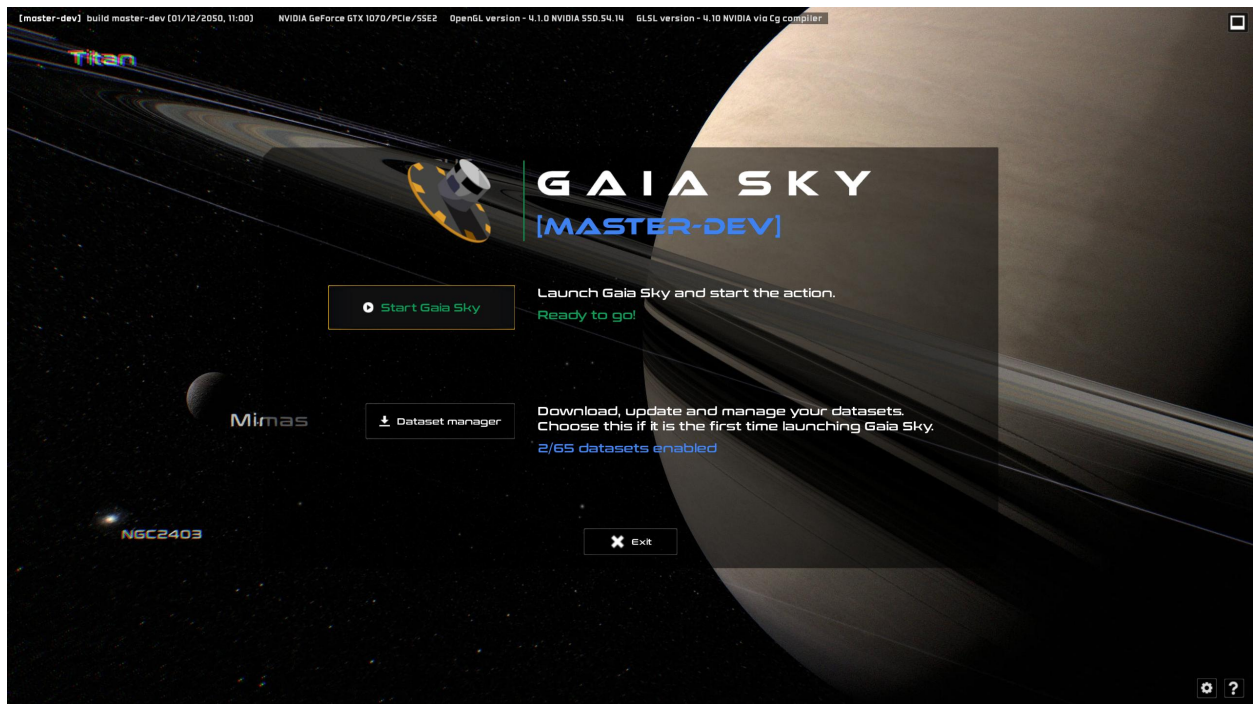 [master-dev] build master-dev (01/12/2050, 11:00) NVIDIA GeForce GTX 1070/PCIe/SSE2 OpenGL version - 4.1.0 NVIDIA 550.54.14 GLSL version - 4.10 NVIDIA via Cg compiler
Titan
GAIA SKY
[MASTER-DEV]
Start Gaia Sky
Launch Gaia Sky and start the action.
Ready to go!
Mimas
Dataset manager
Download, update and manage your datasets.
Choose this if it is the first time launching Gaia Sky.
2/65 datasets enabled
NGC2403
Exit
?